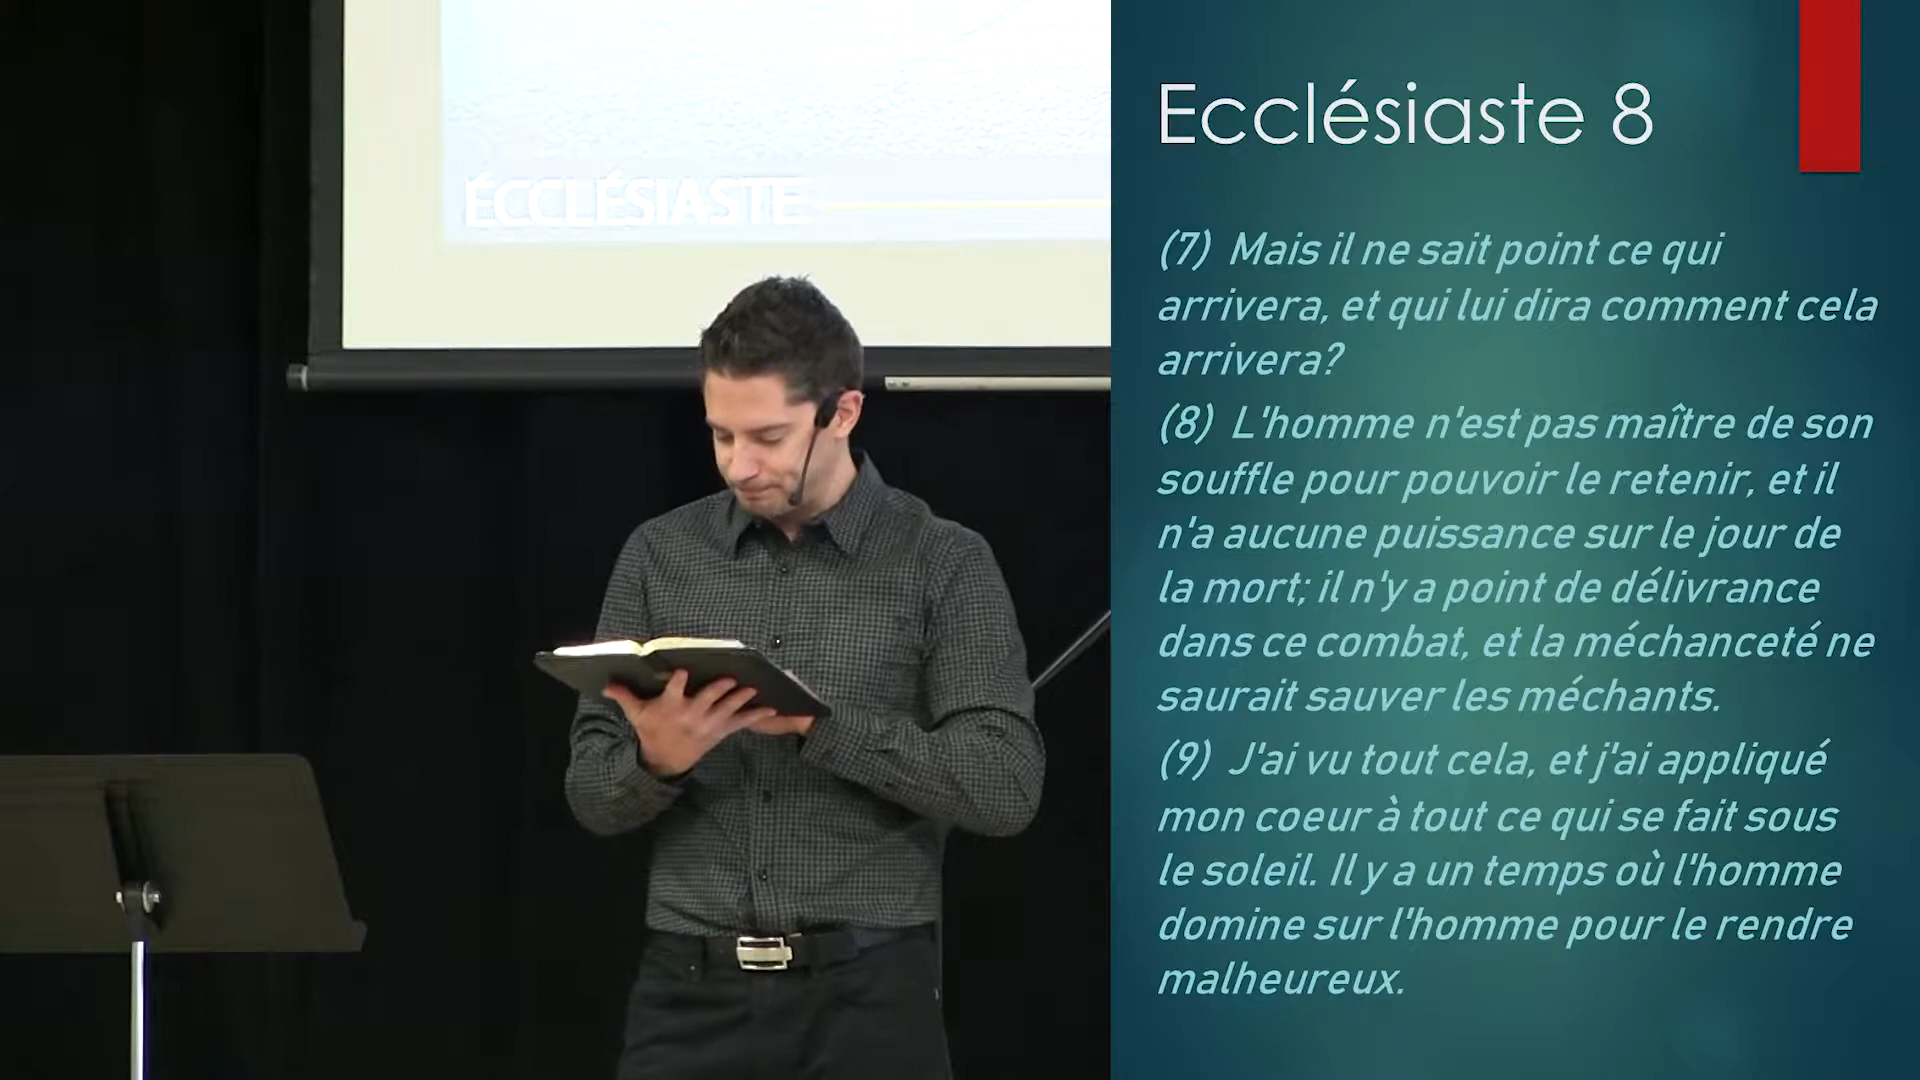 ÉCCLÉSIASTE
Ecclésiaste 8
(7) Mais il ne sait point ce qui
arrivera, et qui lui dira comment cela
arrivera?
(8) L'homme n'est pas maître de son
souffle pour pouvoir le retenir, et il
n'a aucune puissance sur le jour de
la mort; il n'y a point de délivrance
dans ce combat, et la méchanceté ne
saurait sauver les méchants.
(9) J'ai vu tout cela, et j'ai appliqué
mon coeur à tout ce qui se fait sous
le soleil. Il y a un temps où l'homme
domine sur l'homme pour le rendre
malheureux.